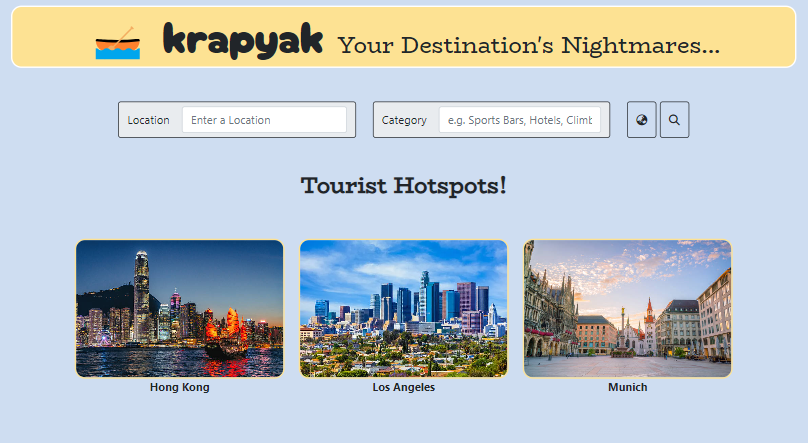 krapyak Your Destination's Nightmares...
Location Enter a Location Category e.g. Sports Bars, Hotels, Climb
Tourist Hotspots!
Hong Kong Los Angeles Munich